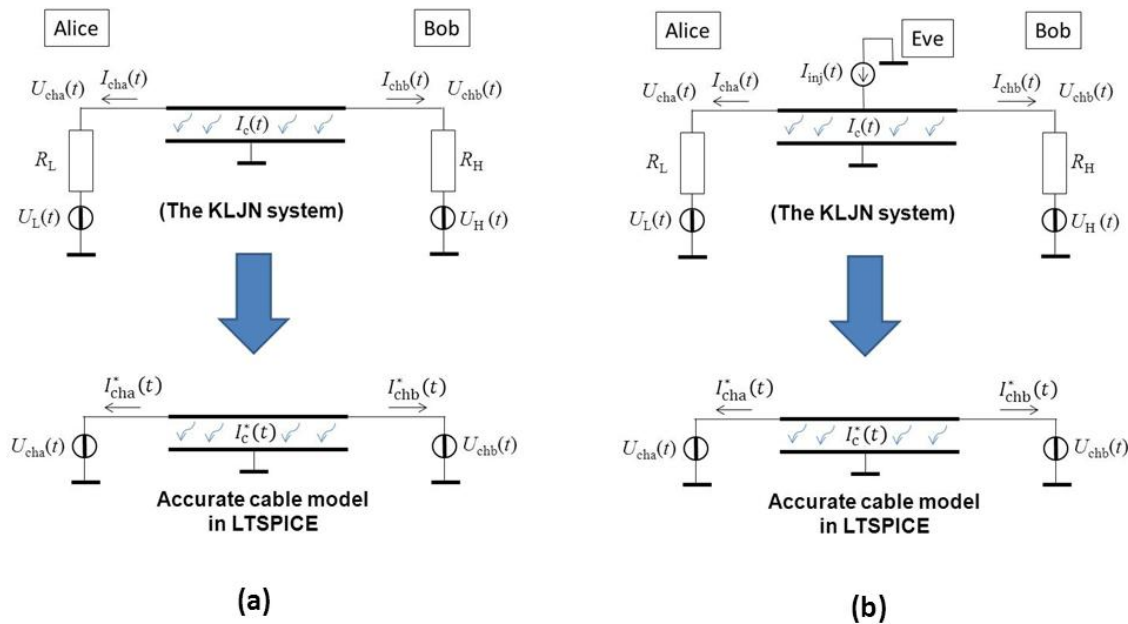 Alice
Bob
I_cha(t)
I_chb(t)
U_cha(t)
U_chb(t)
I_c(t)
R_L
R_H
(The KLJN system)
U_L(t)
U_H(t)
I*_cha(t)
I*_chb(t)
I*_c(t)
U_cha(t)
U_chb(t)
Accurate cable model
in LTSPICE
(a)
Alice
Eve
Bob
I_inj(t)
I_cha(t)
I_chb(t)
U_cha(t)
U_chb(t)
I_c(t)
R_L
R_H
(The KLJN system)
U_L(t)
U_H(t)
I*_cha(t)
I*_chb(t)
I*_c(t)
U_cha(t)
U_chb(t)
Accurate cable model
in LTSPICE
(b)